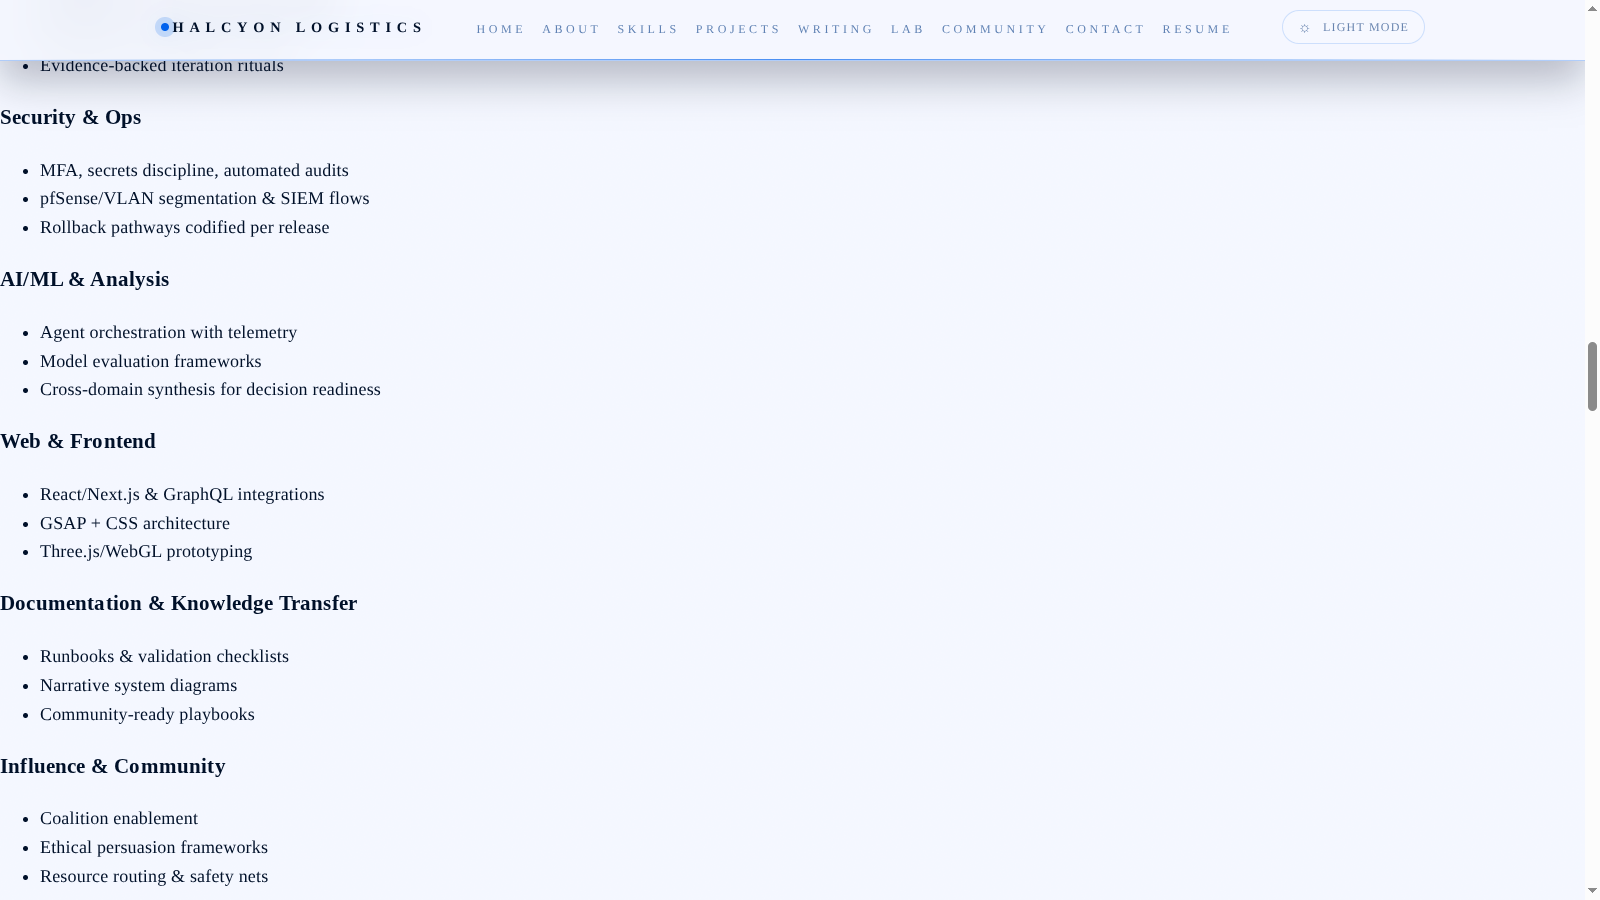 HALCYON LOGISTICS
HOME ABOUT SKILLS PROJECTS WRITING LAB COMMUNITY CONTACT RESUME
LIGHT MODE
Evidence-backed iteration rituals
Security & Ops
MFA, secrets discipline, automated audits
pfSense/VLAN segmentation & SIEM flows
Rollback pathways codified per release
AI/ML & Analysis
Agent orchestration with telemetry
Model evaluation frameworks
Cross-domain synthesis for decision readiness
Web & Frontend
React/Next.js & GraphQL integrations
GSAP + CSS architecture
Three.js/WebGL prototyping
Documentation & Knowledge Transfer
Runbooks & validation checklists
Narrative system diagrams
Community-ready playbooks
Influence & Community
Coalition enablement
Ethical persuasion frameworks
Resource routing & safety nets